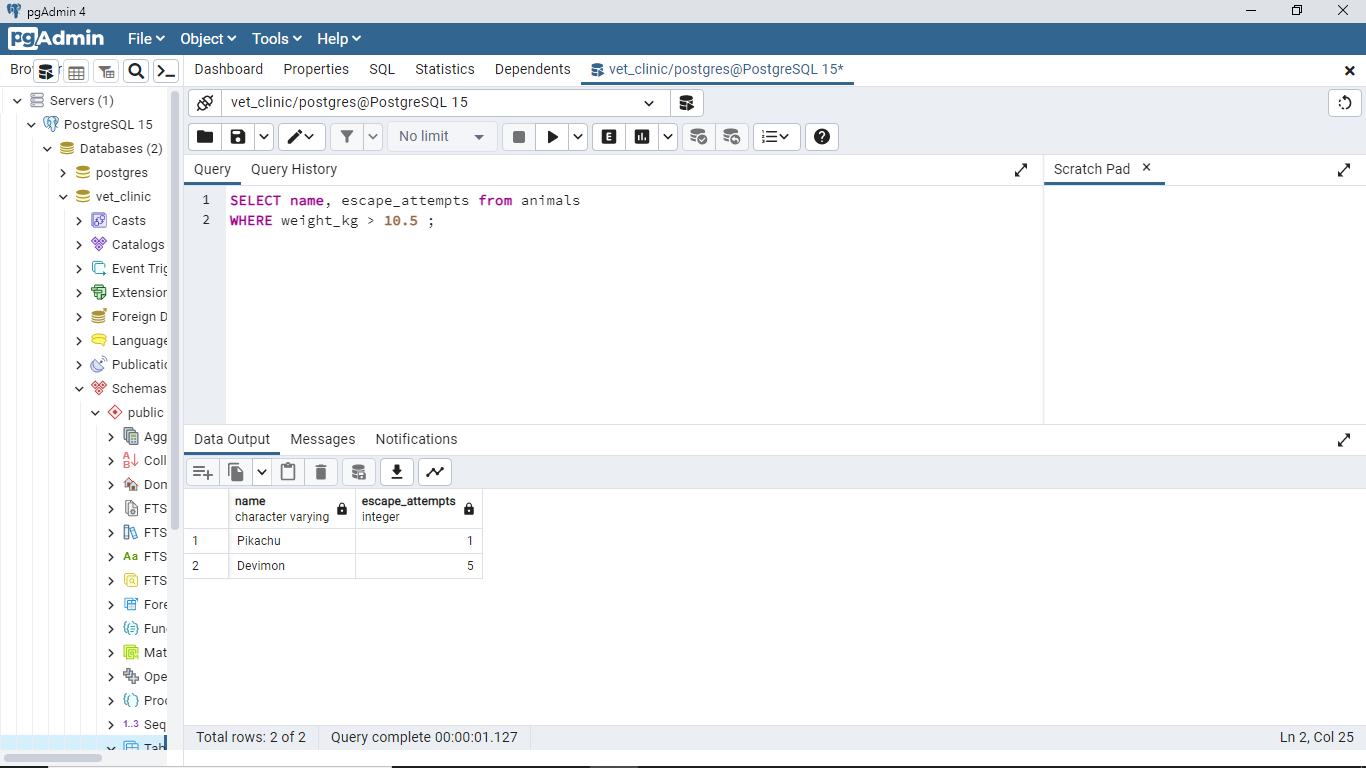 pgAdmin 4
pgAdmin File Object Tools Help
Bro
Dashboard Properties SQL Statistics Dependents vet_clinic/postgres@PostgreSQL 15*
Servers (1)
PostgreSQL 15
Databases (2)
postgres
vet_clinic
Casts
Catalogs
Event Trig
Extension
Foreign D
Language
Publicatio
Schemas
public
Agg
Coll
Dom
FTS
FTS
Aa FTS
FTS
Fore
Fun
Mat
Ope
Proc
1..3 Seq
Tab
vet_clinic/postgres@PostgreSQL 15
No limit
E
Query Query History
Scratch Pad
1 SELECT name, escape_attempts from animals
2 WHERE weight_kg > 10.5 ;
Data Output Messages Notifications
name escape_attempts
character varying integer
1 Pikachu 1
2 Devimon 5
Total rows: 2 of 2 Query complete 00:00:01.127 Ln 2, Col 25